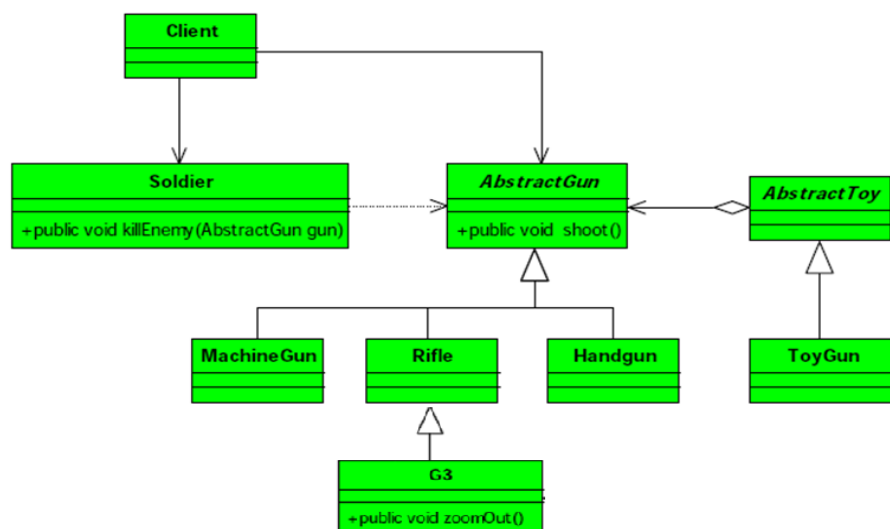 Client
Soldier
+public void killEnemy(AbstractGun gun)
AbstractGun
+public void shoot()
AbstractToy
MachineGun
Rifle
Handgun
ToyGun
G3
+public void zoomOut()